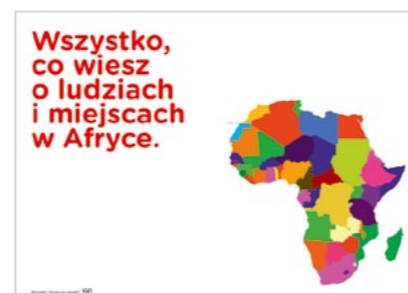 Wszystko,
co wiesz
o ludziach
i miejscach
w Afryce.